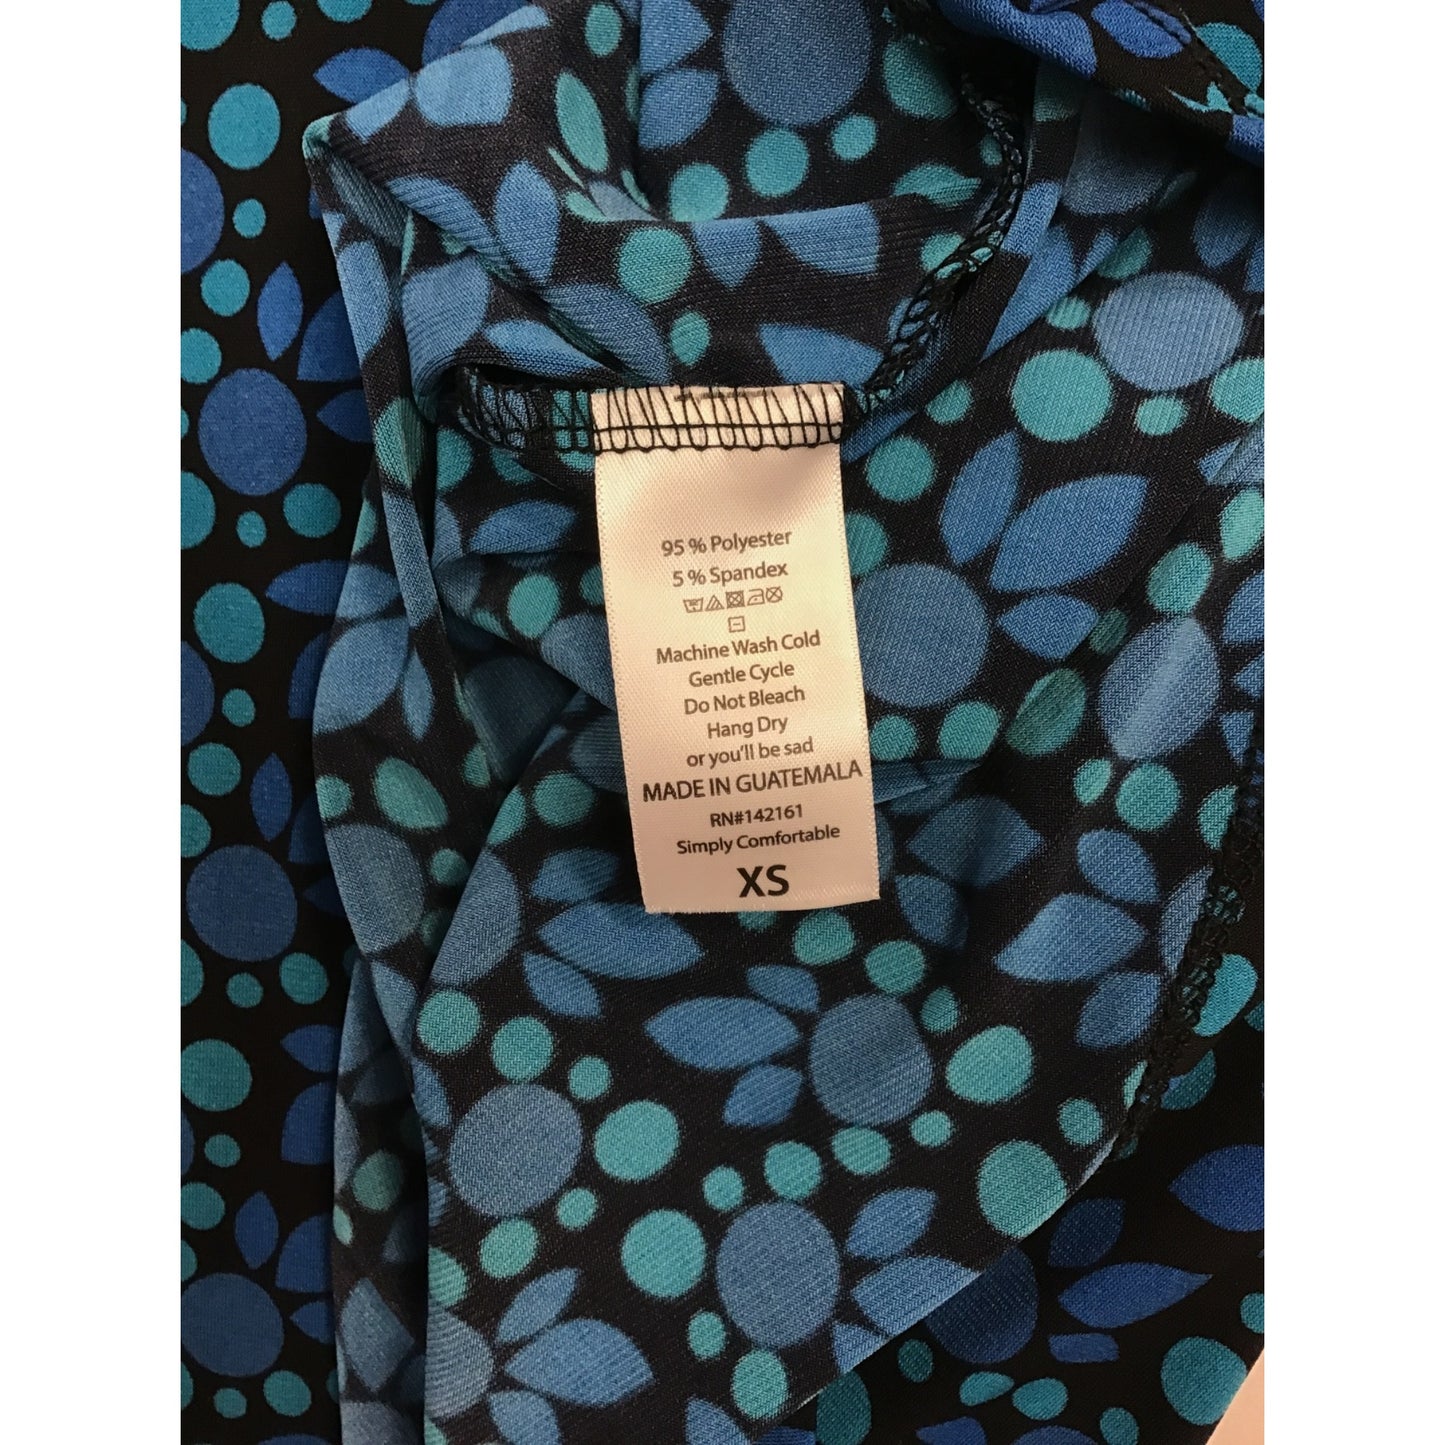 95 % Polyester
5 % Spandex
Machine Wash Cold
Gentle Cycle
Do Not Bleach
Hang Dry
or you'll be sad
MADE IN GUATEMALA
RN#142161
Simply Comfortable
XS